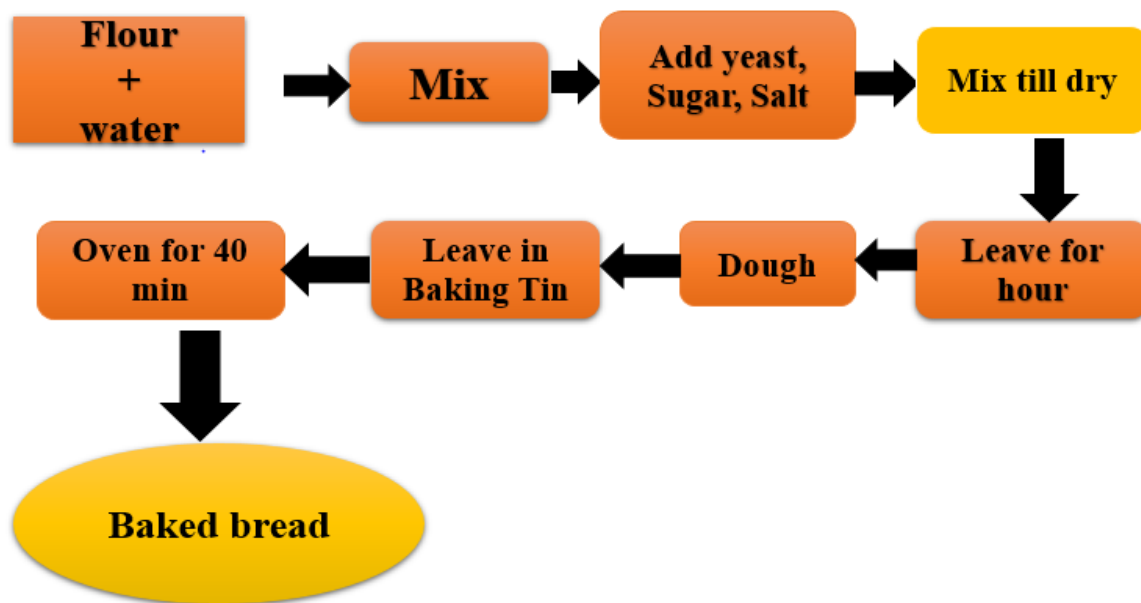 Flour
+
water
Mix
Add yeast,
Sugar, Salt
Mix till dry
Leave for
hour
Dough
Leave in
Baking Tin
Oven for 40
min
Baked bread